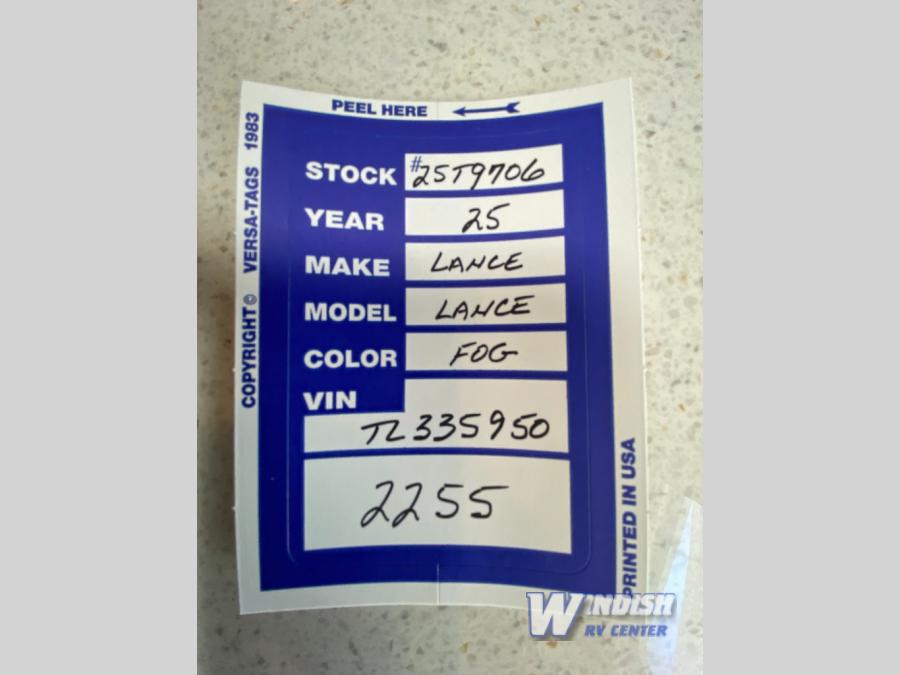 PEEL HERE
COPYRIGHT© VERSA-TAGS 1983
STOCK #25T9706
YEAR 25
MAKE LANCE
MODEL LANCE
COLOR FOG
VIN
TL335950
2255
PRINTED IN USA
WINDISH
RV CENTER